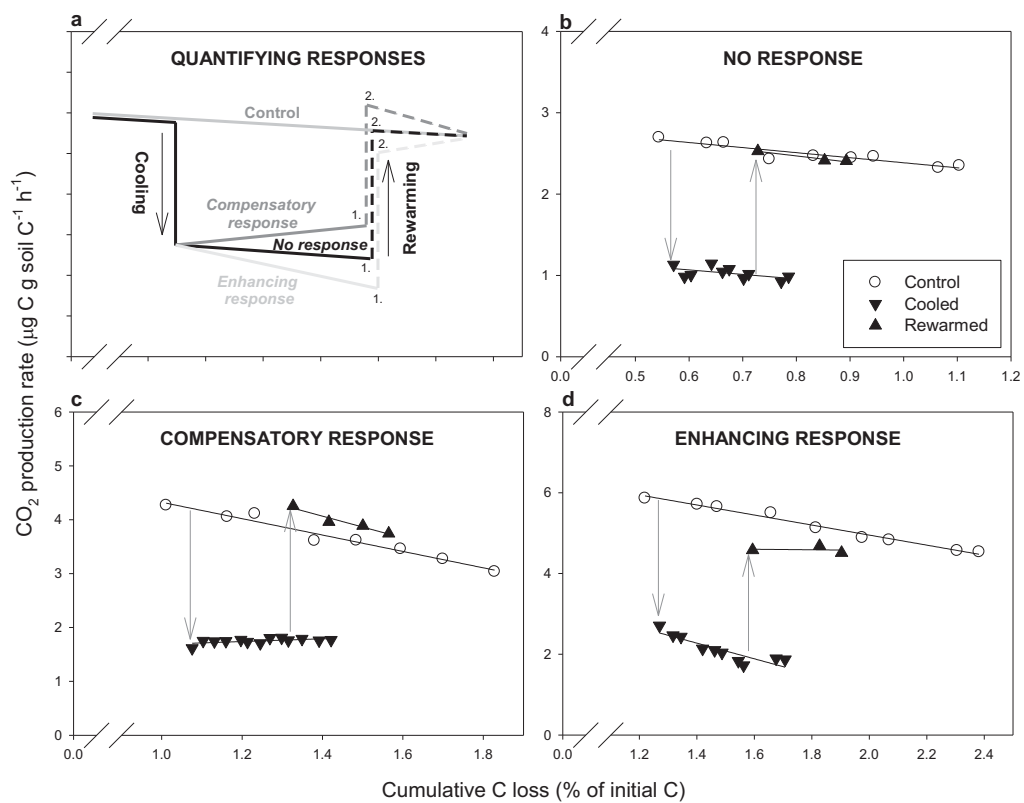 a
QUANTIFYING RESPONSES
Control
2.
2.
2.
Cooling
Rewarming
Compensatory
response
1.
No response
1.
Enhancing
response
1.
b
NO RESPONSE
4
3
2
1
0
0.0 0.5 0.6 0.7 0.8 0.9 1.0 1.1 1.2
Control
Cooled
Rewarmed
c
COMPENSATORY RESPONSE
6
5
4
3
2
1
0
0.0 1.0 1.2 1.4 1.6 1.8
d
ENHANCING RESPONSE
8
6
4
2
0
0.0 1.2 1.4 1.6 1.8 2.0 2.2 2.4
CO₂ production rate (µg C g soil C⁻¹ h⁻¹)
Cumulative C loss (% of initial C)